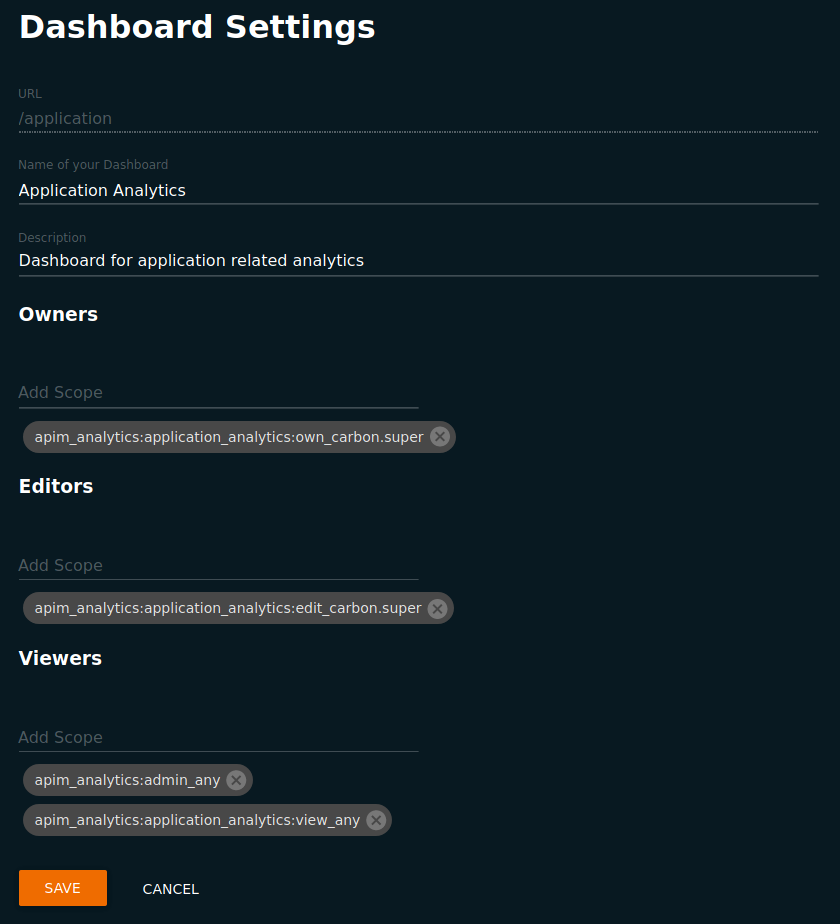 Dashboard Settings
URL
/application
Name of your Dashboard
Application Analytics
Description
Dashboard for application related analytics
Owners
Add Scope
apim_analytics:application_analytics:own_carbon.super
Editors
Add Scope
apim_analytics:application_analytics:edit_carbon.super
Viewers
Add Scope
apim_analytics:admin_any
apim_analytics:application_analytics:view_any
SAVE CANCEL